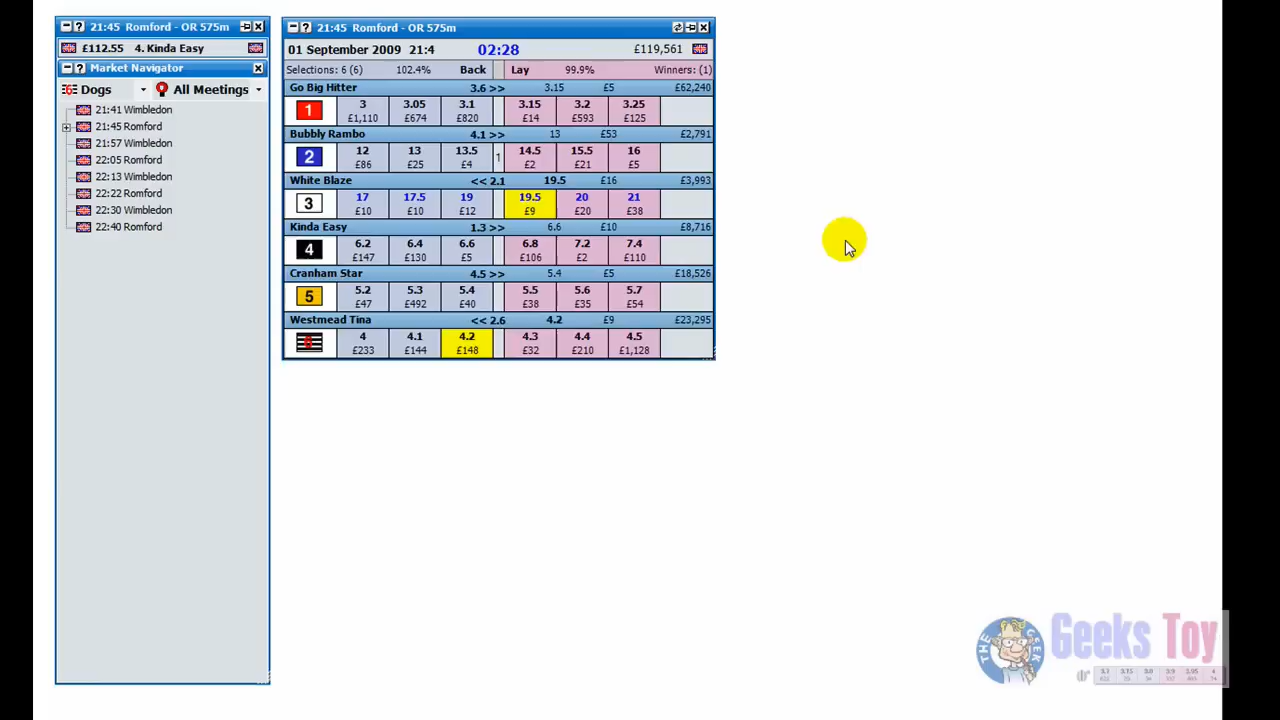 21:45 Romford - OR 575m
£112.55 4. Kinda Easy
Market Navigator
Dogs All Meetings
21:41 Wimbledon
21:45 Romford
21:57 Wimbledon
22:05 Romford
22:13 Wimbledon
22:22 Romford
22:30 Wimbledon
22:40 Romford
21:45 Romford - OR 575m
01 September 2009 21:4 02:28 £119,561
Selections: 6 (6) 102.4% Back Lay 99.9% Winners: (1)
Go Big Hitter 3.6 >> 3.15 £5 £62,240
1 3 3.05 3.1 3.15 3.2 3.25
£1,110 £674 £820 £14 £593 £125
Bubbly Rambo 4.1 >> 13 £53 £2,791
2 12 13 13.5 1 14.5 15.5 16
£86 £25 £4 £2 £21 £5
White Blaze << 2.1 19.5 £16 £3,993
3 17 17.5 19 19.5 20 21
£10 £10 £12 £9 £20 £38
Kinda Easy 1.3 >> 6.6 £10 £8,716
4 6.2 6.4 6.6 6.8 7.2 7.4
£147 £130 £5 £106 £2 £110
Cranham Star 4.5 >> 5.4 £5 £18,526
5 5.2 5.3 5.4 5.5 5.6 5.7
£47 £492 £40 £38 £35 £54
Westmead Tina << 2.6 4.2 £9 £23,295
6 4 4.1 4.2 4.3 4.4 4.5
£233 £144 £148 £32 £210 £1,128
THE GEEK
Geeks Toy